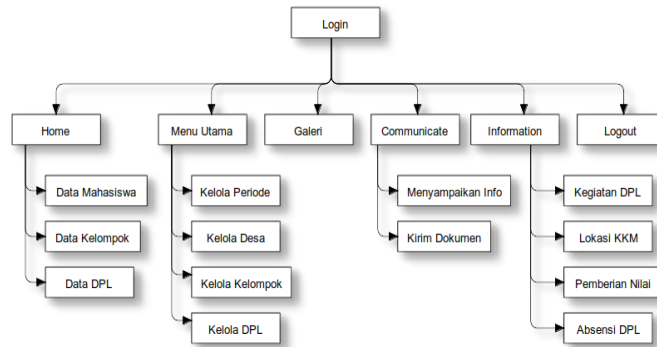 Login
Home
Menu Utama
Galeri
Communicate
Information
Logout
Data Mahasiswa
Kelola Periode
Menyampaikan Info
Kegiatan DPL
Data Kelompok
Kelola Desa
Kirim Dokumen
Lokasi KKM
Data DPL
Kelola Kelompok
Pemberian Nilai
Kelola DPL
Absensi DPL